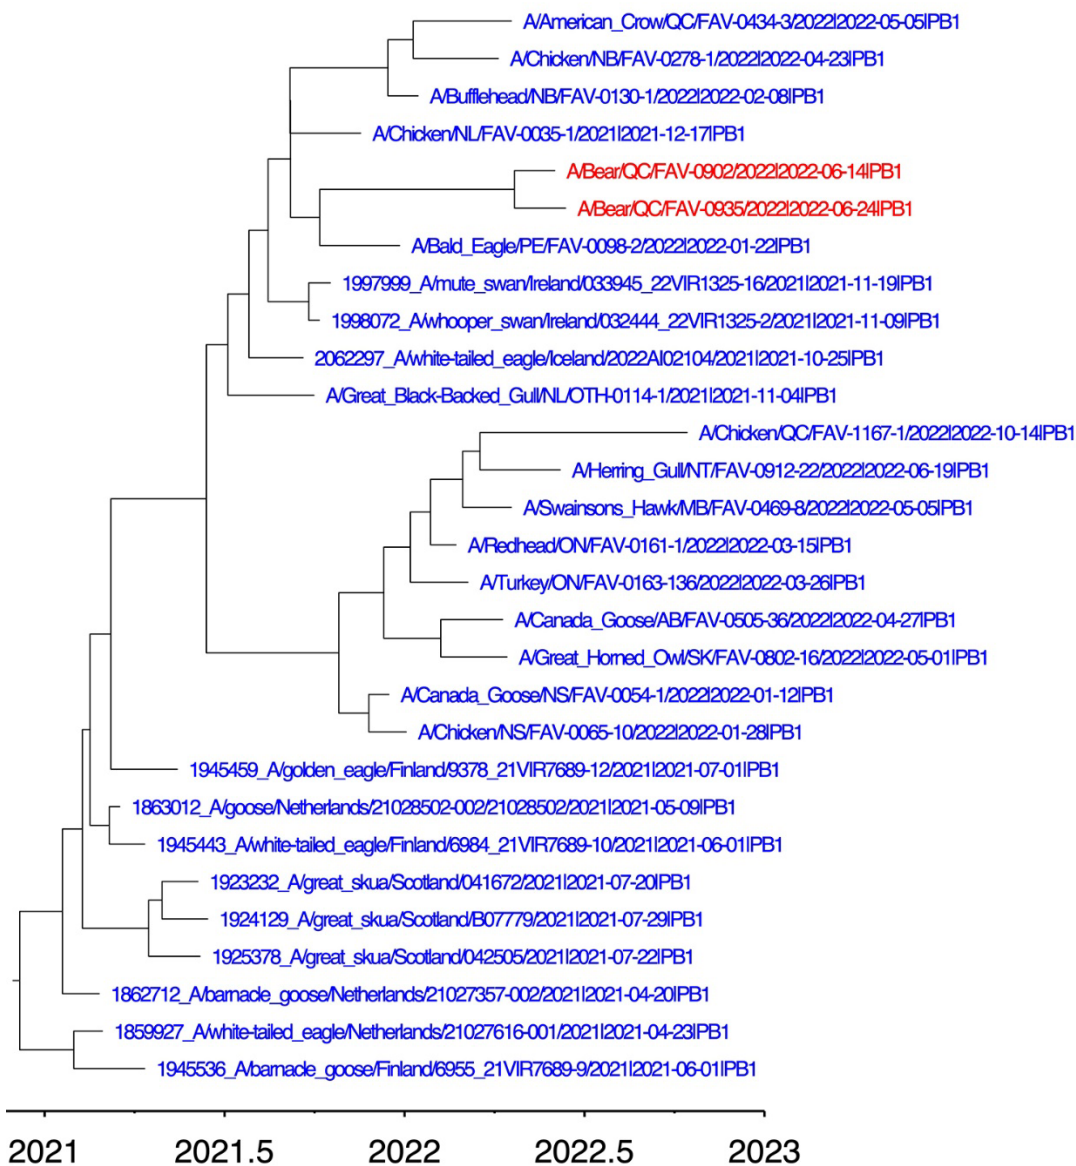 A/American_Crow/QC/FAV-0434-3/2022|2022-05-05|PB1
A/Chicken/NB/FAV-0278-1/2022|2022-04-23|PB1
A/Bufflehead/NB/FAV-0130-1/2022|2022-02-08|PB1
A/Chicken/NL/FAV-0035-1/2021|2021-12-17|PB1
A/Bear/QC/FAV-0902/2022|2022-06-14|PB1
A/Bear/QC/FAV-0935/2022|2022-06-24|PB1
A/Bald_Eagle/PE/FAV-0098-2/2022|2022-01-22|PB1
1997999_A/mute_swan/Ireland/033945_22VIR1325-16/2021|2021-11-19|PB1
1998072_A/whooper_swan/Ireland/032444_22VIR1325-2/2021|2021-11-09|PB1
2062297_A/white-tailed_eagle/Iceland/2022AI02104/2021|2021-10-25|PB1
A/Great_Black-Backed_Gull/NL/OTH-0114-1/2021|2021-11-04|PB1
A/Chicken/QC/FAV-1167-1/2022|2022-10-14|PB1
A/Herring_Gull/NT/FAV-0912-22/2022|2022-06-19|PB1
A/Swainsons_Hawk/MB/FAV-0469-8/2022|2022-05-05|PB1
A/Redhead/ON/FAV-0161-1/2022|2022-03-15|PB1
A/Turkey/ON/FAV-0163-136/2022|2022-03-26|PB1
A/Canada_Goose/AB/FAV-0505-36/2022|2022-04-27|PB1
A/Great_Horned_Owl/SK/FAV-0802-16/2022|2022-05-01|PB1
A/Canada_Goose/NS/FAV-0054-1/2022|2022-01-12|PB1
A/Chicken/NS/FAV-0065-10/2022|2022-01-28|PB1
1945459_A/golden_eagle/Finland/9378_21VIR7689-12/2021|2021-07-01|PB1
1863012_A/goose/Netherlands/21028502-002/21028502/2021|2021-05-09|PB1
1945443_A/white-tailed_eagle/Finland/6984_21VIR7689-10/2021|2021-06-01|PB1
1923232_A/great_skua/Scotland/041672/2021|2021-07-20|PB1
1924129_A/great_skua/Scotland/B07779/2021|2021-07-29|PB1
1925378_A/great_skua/Scotland/042505/2021|2021-07-22|PB1
1862712_A/barnacle_goose/Netherlands/21027357-002/2021|2021-04-20|PB1
1859927_A/white-tailed_eagle/Netherlands/21027616-001/2021|2021-04-23|PB1
1945536_A/barnacle_goose/Finland/6955_21VIR7689-9/2021|2021-06-01|PB1
2021 2021.5 2022 2022.5 2023